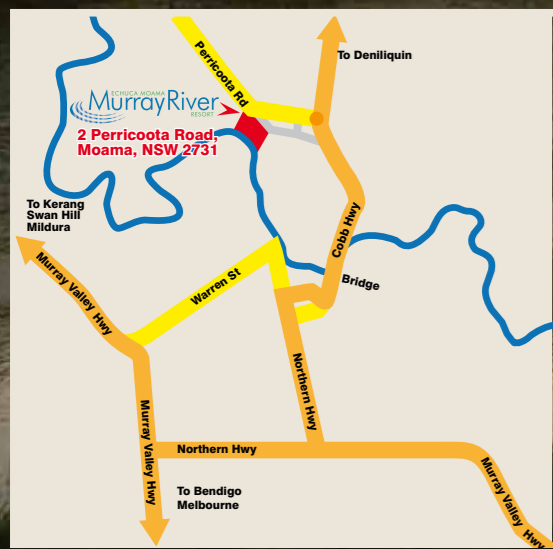 To Deniliquin
Perricoota Rd
ECHUCA MOAMA
MurrayRiver
RESORT
2 Perricoota Road,
Moama, NSW 2731
To Kerang
Swan Hill
Mildura
Murray Valley Hwy
Warren St
Cobb Hwy
Bridge
Northern Hwy
Murray Valley Hwy
Northern Hwy
Murray Valley Hwy
To Bendigo
Melbourne